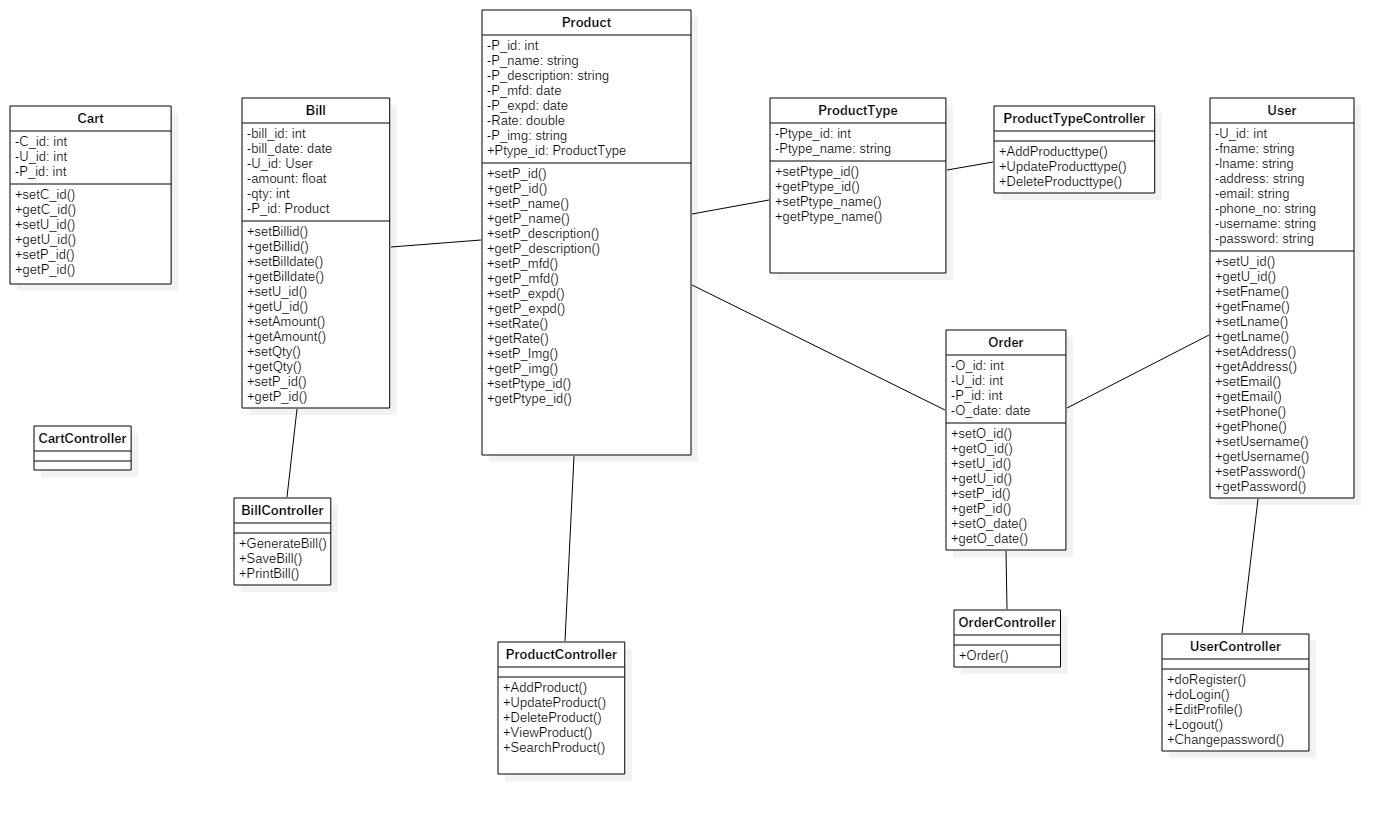 Cart
-C_id: int
-U_id: int
-P_id: int
+setC_id()
+getC_id()
+setU_id()
+getU_id()
+setP_id()
+getP_id()
CartController
Bill
-bill_id: int
-bill_date: date
-U_id: User
-amount: float
-qty: int
-P_id: Product
+setBillid()
+getBillid()
+setBilldate()
+getBilldate()
+setU_id()
+getU_id()
+setAmount()
+getAmount()
+setQty()
+getQty()
+setP_id()
+getP_id()
BillController
+GenerateBill()
+SaveBill()
+PrintBill()
Product
-P_id: int
-P_name: string
-P_description: string
-P_mfd: date
-P_expd: date
-Rate: double
-P_img: string
+Ptype_id: ProductType
+setP_id()
+getP_id()
+setP_name()
+getP_name()
+setP_description()
+getP_description()
+setP_mfd()
+getP_mfd()
+setP_expd()
+getP_expd()
+setRate()
+getRate()
+setP_Img()
+getP_img()
+setPtype_id()
+getPtype_id()
ProductController
+AddProduct()
+UpdateProduct()
+DeleteProduct()
+ViewProduct()
+SearchProduct()
ProductType
-Ptype_id: int
-Ptype_name: string
+setPtype_id()
+getPtype_id()
+setPtype_name()
+getPtype_name()
ProductTypeController
+AddProducttype()
+UpdateProducttype()
+DeleteProducttype()
Order
-O_id: int
-U_id: int
-P_id: int
-O_date: date
+setO_id()
+getO_id()
+setU_id()
+getU_id()
+setP_id()
+getP_id()
+setO_date()
+getO_date()
OrderController
+Order()
User
-U_id: int
-fname: string
-lname: string
-address: string
-email: string
-phone_no: string
-username: string
-password: string
+setU_id()
+getU_id()
+setFname()
+getFname()
+setLname()
+getLname()
+setAddress()
+getAddress()
+setEmail()
+getEmail()
+setPhone()
+getPhone()
+setUsername()
+getUsername()
+setPassword()
+getPassword()
UserController
+doRegister()
+doLogin()
+EditProfile()
+Logout()
+Changepassword()